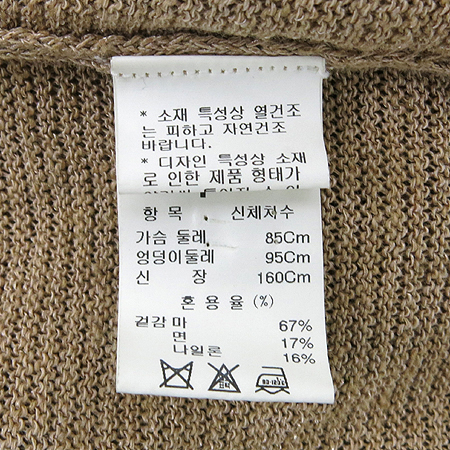 * 소재 특성상 열건조
는 피하고 자연건조
바랍니다.
* 디자인 특성상 소재
로 인한 제품 형태가
항 목 신체치수
가슴 둘레 85Cm
엉덩이둘레 95Cm
신 장 160Cm
혼 용 율 (%)
겉감 마 67%
면 17%
나일론 16%